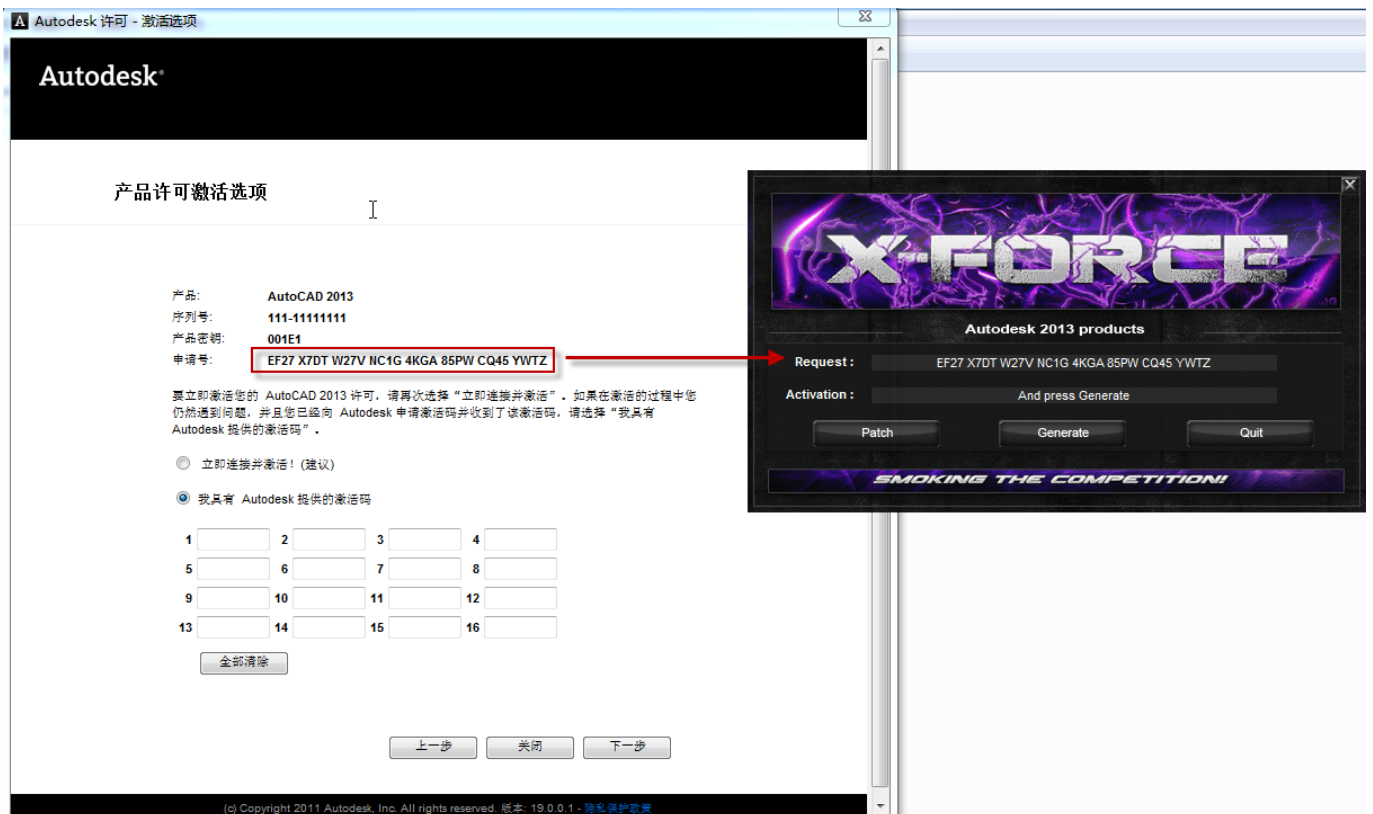 Autodesk 许可 - 激活选项
Autodesk
产品许可激活选项
产品: AutoCAD 2013
序列号: 111-11111111
产品密钥: 001E1
申请号: EF27 X7DT W27V NC1G 4KGA 85PW CQ45 YWTZ
要立即激活您的 AutoCAD 2013 许可，请再次选择“立即连接并激活”。如果在激活的过程中您
仍然遇到问题，并且您已经向 Autodesk 申请激活码并收到了该激活码，请选择“我具有
Autodesk 提供的激活码”。
立即连接并激活！(建议)
我具有 Autodesk 提供的激活码
1 2 3 4
5 6 7 8
9 10 11 12
13 14 15 16
全部清除
上一步 关闭 下一步
(c) Copyright 2011 Autodesk, Inc. All rights reserved. 版本: 19.0.0.1 - 隐私保护政策
X-FORCE
Autodesk 2013 products
Request : EF27 X7DT W27V NC1G 4KGA 85PW CQ45 YWTZ
Activation : And press Generate
Patch Generate Quit
SMOKING THE COMPETITION!